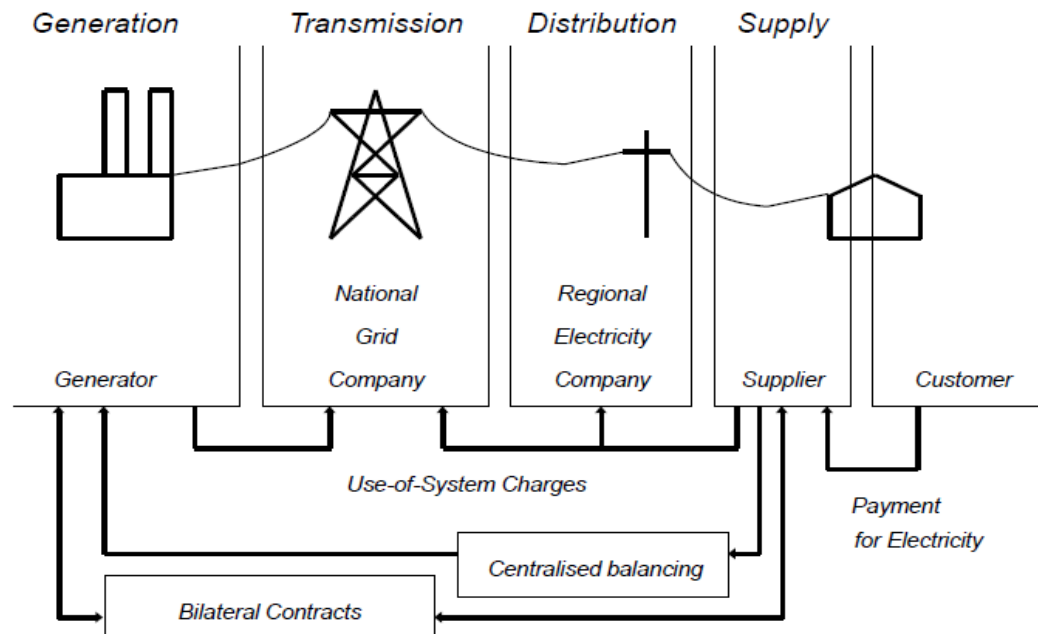 Generation
Transmission
Distribution
Supply
National
Grid
Company
Regional
Electricity
Company
Generator
Supplier
Customer
Use-of-System Charges
Payment
for Electricity
Centralised balancing
Bilateral Contracts